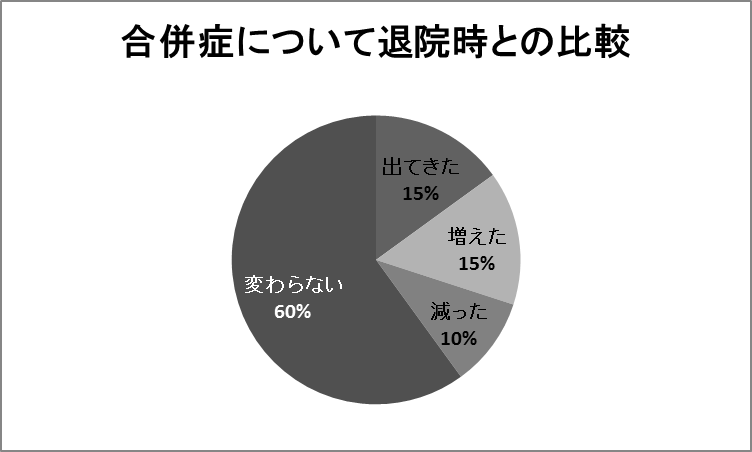 合併症について退院時との比較
出てきた
15%
増えた
15%
減った
10%
変わらない
60%